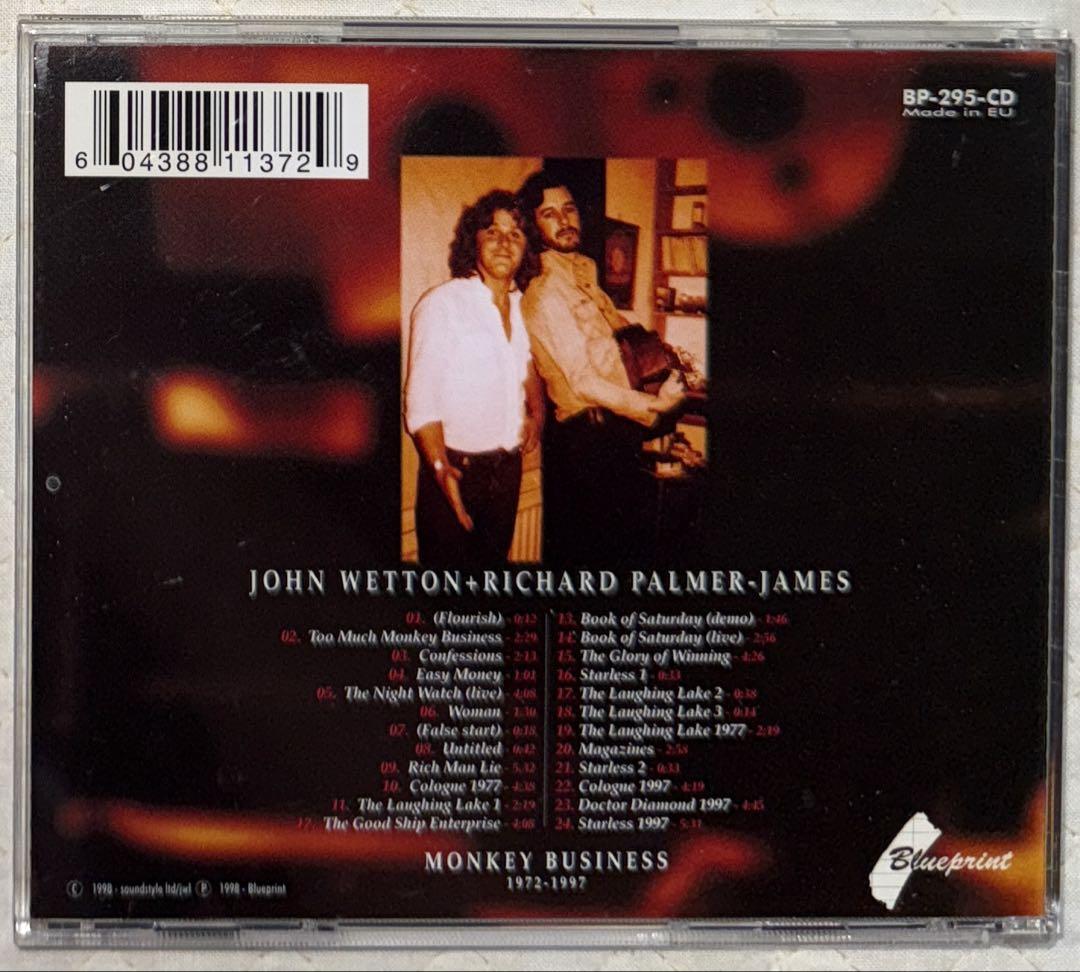 6 04388 11372 9
BP-295-CD
Made in EU
JOHN WETTON+RICHARD PALMER-JAMES
01. (Flourish) - 0:12
02. Too Much Monkey Business - 2:29
03. Confessions - 2:13
04. Easy Money - 1:01
05. The Night Watch (live) - 4:08
06. Woman - 1:30
07. (False start) - 0:18
08. Untitled - 0:42
09. Rich Man Lie - 5:32
10. Cologne 1977 - 4:38
11. The Laughing Lake 1 - 2:19
12. The Good Ship Enterprise - 4:08
13. Book of Saturday (demo) - 1:46
14. Book of Saturday (live) - 2:56
15. The Glory of Winning - 4:26
16. Starless 1 - 0:33
17. The Laughing Lake 2 - 0:38
18. The Laughing Lake 3 - 0:14
19. The Laughing Lake 1977 - 2:19
20. Magazines - 2:58
21. Starless 2 - 0:33
22. Cologne 1997 - 4:19
23. Doctor Diamond 1997 - 4:45
24. Starless 1997 - 5:31
MONKEY BUSINESS
1972-1997
Ⓒ 1998 - soundstyle ltd/jwl Ⓟ 1998 - Blueprint
Blueprint